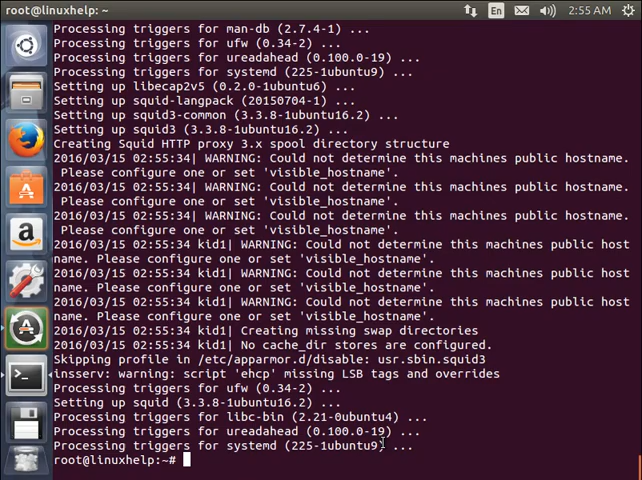 root@linuxhelp: ~
En
2:55 AM
Processing triggers for man-db (2.7.4-1) ...
Processing triggers for ufw (0.34-2) ...
Processing triggers for ureadahead (0.100.0-19) ...
Processing triggers for systemd (225-1ubuntu9) ...
Setting up libecap2v5 (0.2.0-1ubuntu6) ...
Setting up squid-langpack (20150704-1) ...
Setting up squid3-common (3.3.8-1ubuntu16.2) ...
Setting up squid3 (3.3.8-1ubuntu16.2) ...
Creating Squid HTTP proxy 3.x spool directory structure
2016/03/15 02:55:34| WARNING: Could not determine this machines public hostname.
Please configure one or set 'visible_hostname'.
2016/03/15 02:55:34| WARNING: Could not determine this machines public hostname.
Please configure one or set 'visible_hostname'.
2016/03/15 02:55:34| WARNING: Could not determine this machines public hostname.
Please configure one or set 'visible_hostname'.
2016/03/15 02:55:34 kid1| WARNING: Could not determine this machines public host
name. Please configure one or set 'visible_hostname'.
2016/03/15 02:55:34 kid1| WARNING: Could not determine this machines public host
name. Please configure one or set 'visible_hostname'.
2016/03/15 02:55:34 kid1| WARNING: Could not determine this machines public host
name. Please configure one or set 'visible_hostname'.
2016/03/15 02:55:34 kid1| Creating missing swap directories
2016/03/15 02:55:34 kid1| No cache_dir stores are configured.
Skipping profile in /etc/apparmor.d/disable: usr.sbin.squid3
insserv: warning: script 'ehcp' missing LSB tags and overrides
Processing triggers for ufw (0.34-2) ...
Setting up squid (3.3.8-1ubuntu16.2) ...
Processing triggers for libc-bin (2.21-0ubuntu4) ...
Processing triggers for ureadahead (0.100.0-19) ...
Processing triggers for systemd (225-1ubuntu9) ...
root@linuxhelp:~#